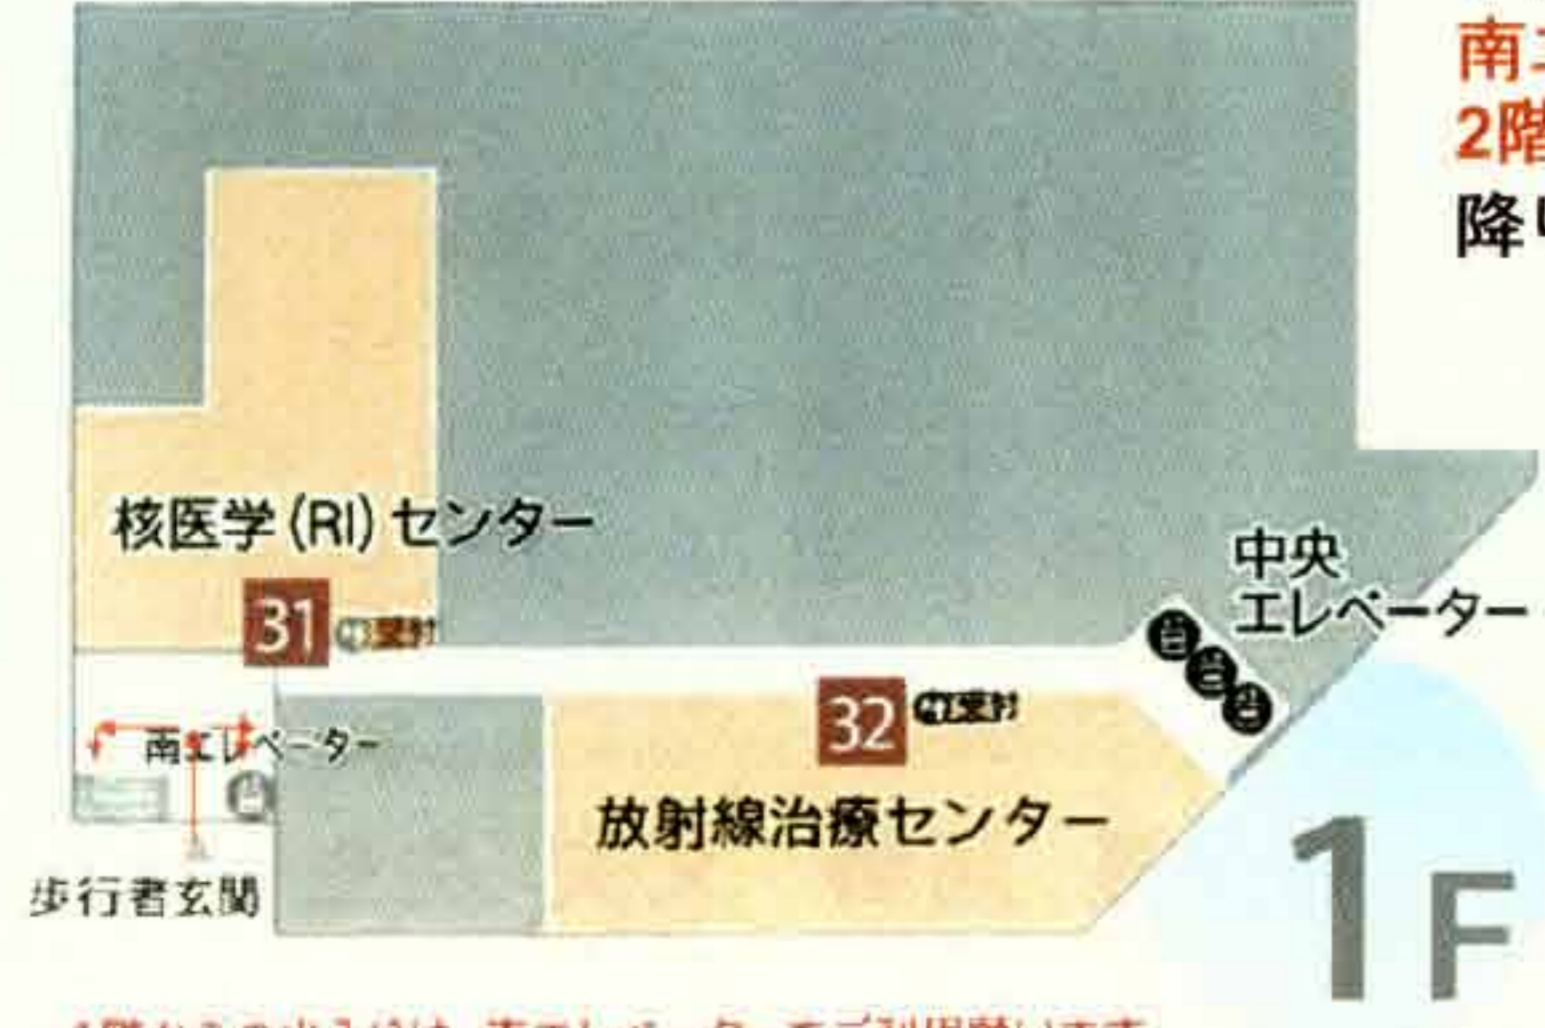 南
2階
降
核医学(RI)センター
31 受付
中央
エレベーター
32 受付
南エレベーター
放射線治療センター
歩行者玄関
1F